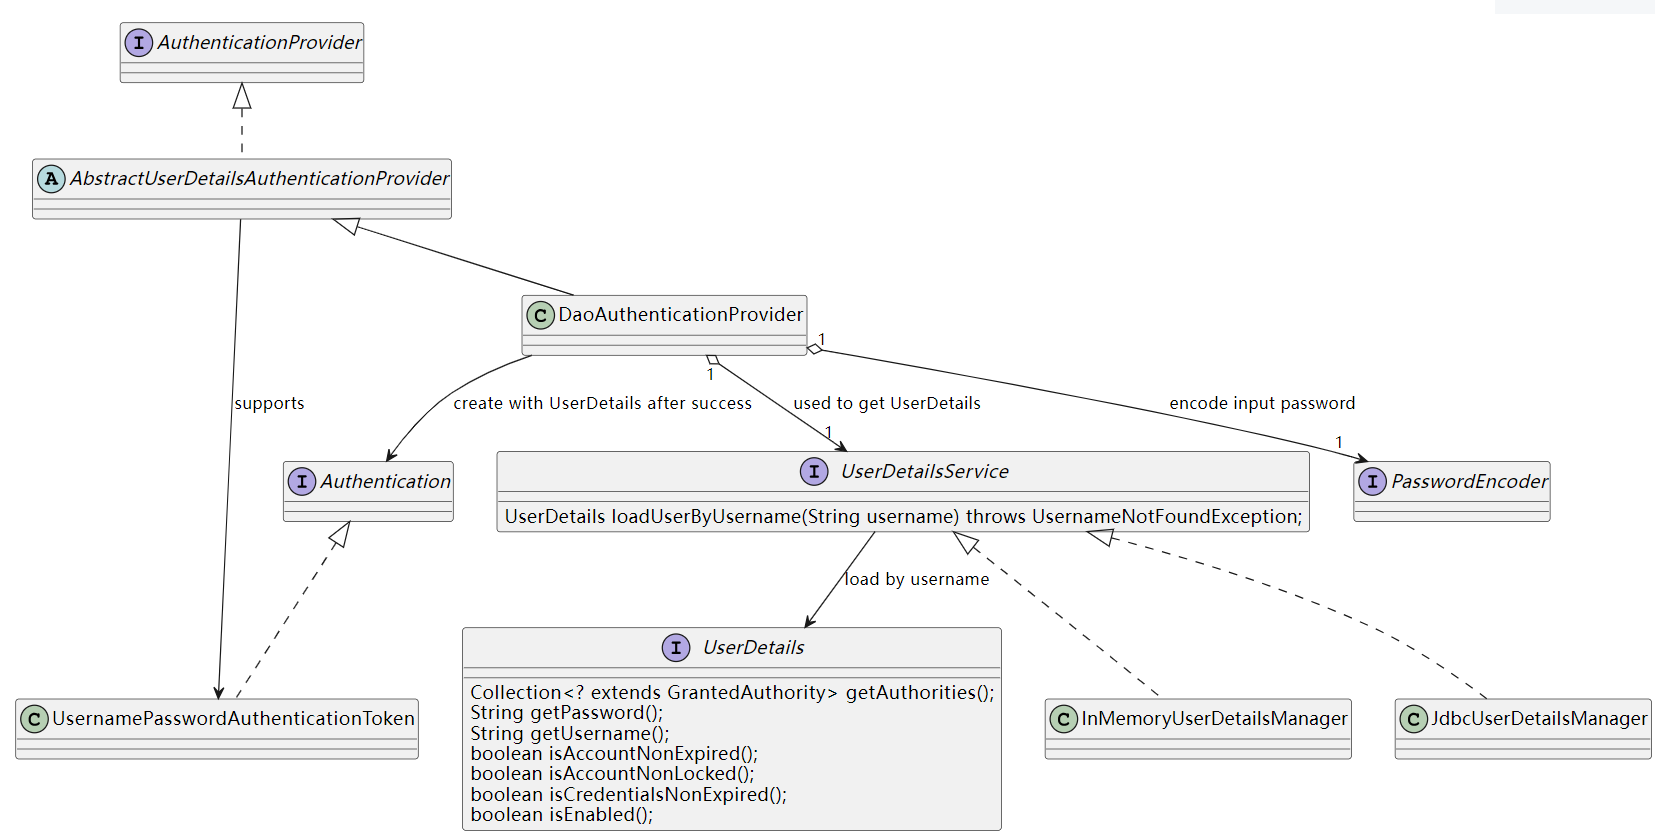 I AuthenticationProvider
A AbstractUserDetailsAuthenticationProvider
C DaoAuthenticationProvider
1
1
supports
create with UserDetails after success
used to get UserDetails
encode input password
1
1
I Authentication
I UserDetailsService
UserDetails loadUserByUsername(String username) throws UsernameNotFoundException;
I PasswordEncoder
load by username
I UserDetails
Collection<? extends GrantedAuthority> getAuthorities();
String getPassword();
String getUsername();
boolean isAccountNonExpired();
boolean isAccountNonLocked();
boolean isCredentialsNonExpired();
boolean isEnabled();
C UsernamePasswordAuthenticationToken
C InMemoryUserDetailsManager
C JdbcUserDetailsManager